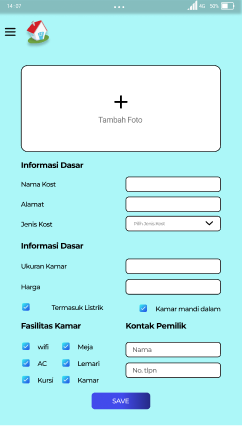 14:07
4G 90%
Tambah Foto
Informasi Dasar
Nama Kost
Alamat
Jenis Kost
Pilih Jenis Kost
Informasi Dasar
Ukuran Kamar
Harga
Termasuk Listrik
Kamar mandi dalam
Fasilitas Kamar
Kontak Pemilik
wifi
Meja
Nama
AC
Lemari
No. tlpn
Kursi
Kamar
SAVE